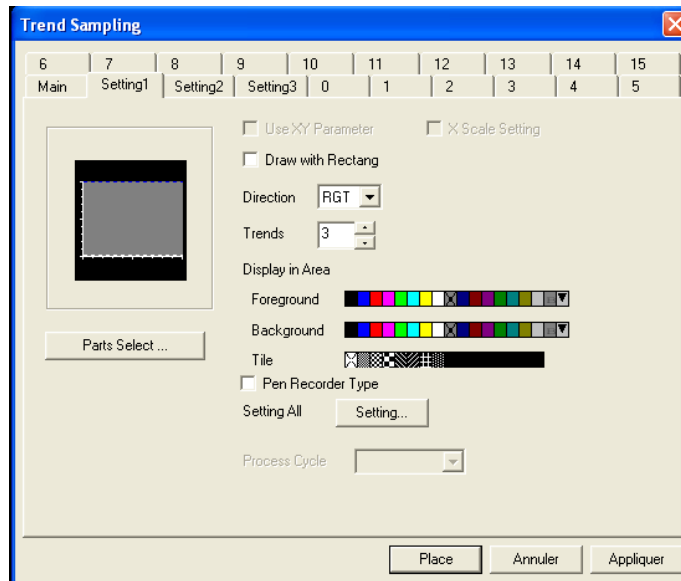 Trend Sampling
6 7 8 9 10 11 12 13 14 15
Main Setting1 Setting2 Setting3 0 1 2 3 4 5
Use XY Parameter X Scale Setting
Draw with Rectang
Direction RGT
Trends 3
Display in Area
Foreground
Background
Parts Select ...
Tile
Pen Recorder Type
Setting All Setting...
Process Cycle
Place Annuler Appliquer